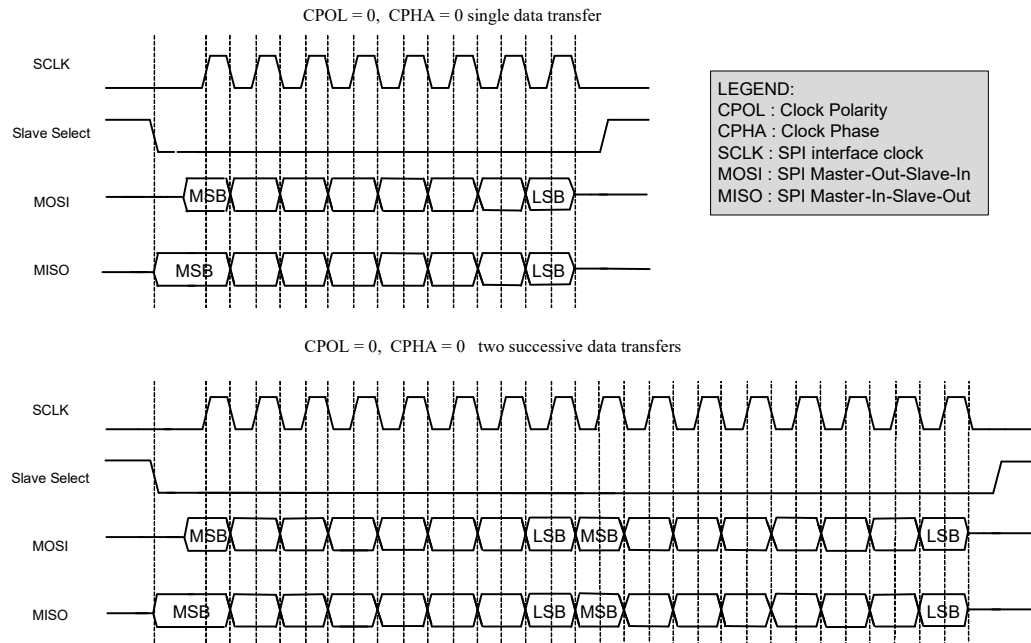 CPOL = 0, CPHA = 0 single data transfer
SCLK
Slave Select
MOSI
MSB
LSB
MISO
MSB
LSB
LEGEND:
CPOL : Clock Polarity
CPHA : Clock Phase
SCLK : SPI interface clock
MOSI : SPI Master-Out-Slave-In
MISO : SPI Master-In-Slave-Out
CPOL = 0, CPHA = 0 two successive data transfers
SCLK
Slave Select
MOSI
MSB
LSB
MSB
LSB
MISO
MSB
LSB
MSB
LSB